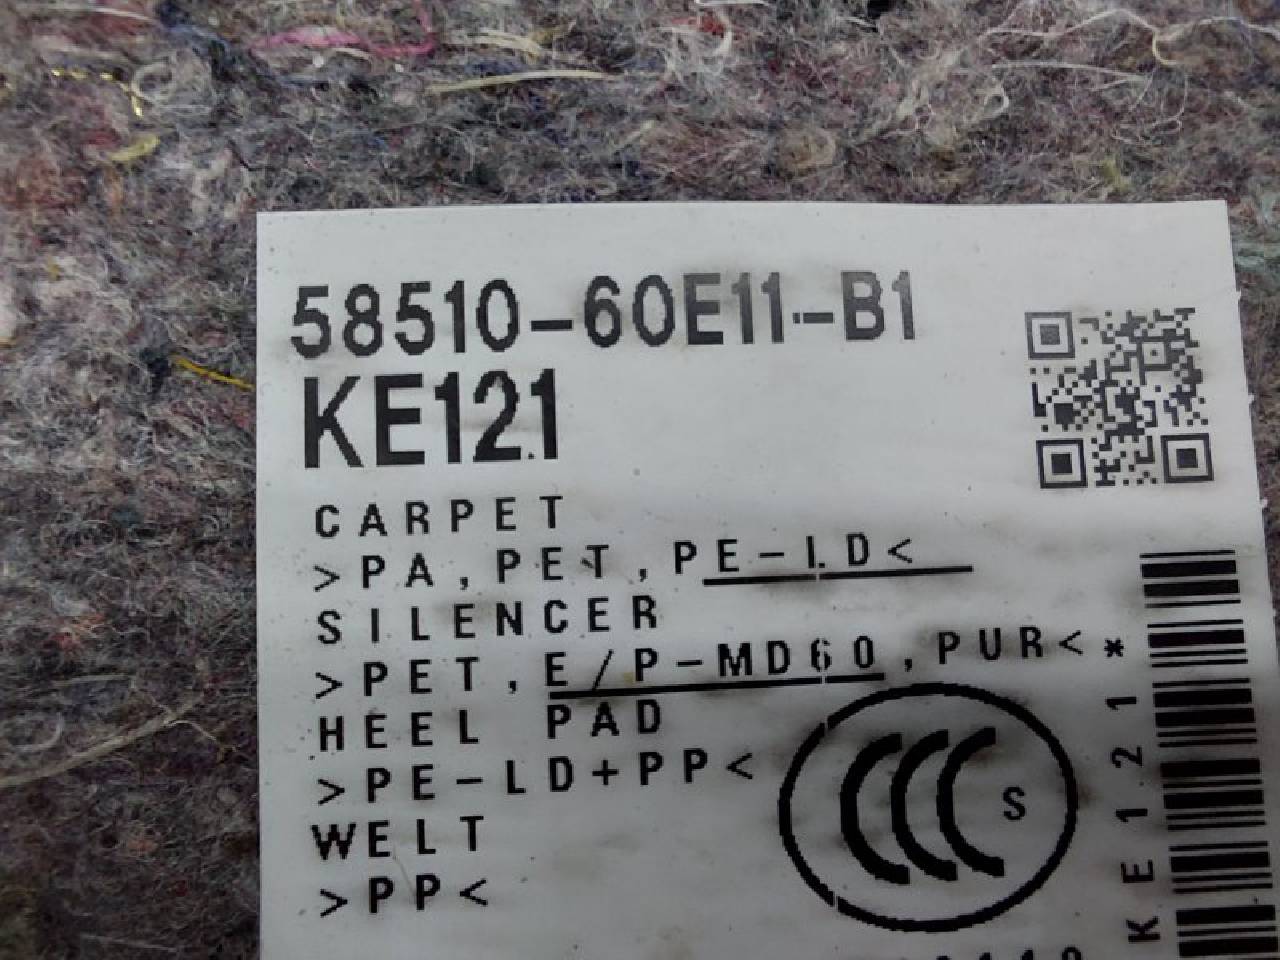 58510-60E11-B1
KE121
CARPET
>PA,PET,PE-LD<
SILENCER
>PET,E/P-MD60,PUR<
HEEL PAD
>PE-LD+PP<
WELT
>PP<
CCC S
*KE121*